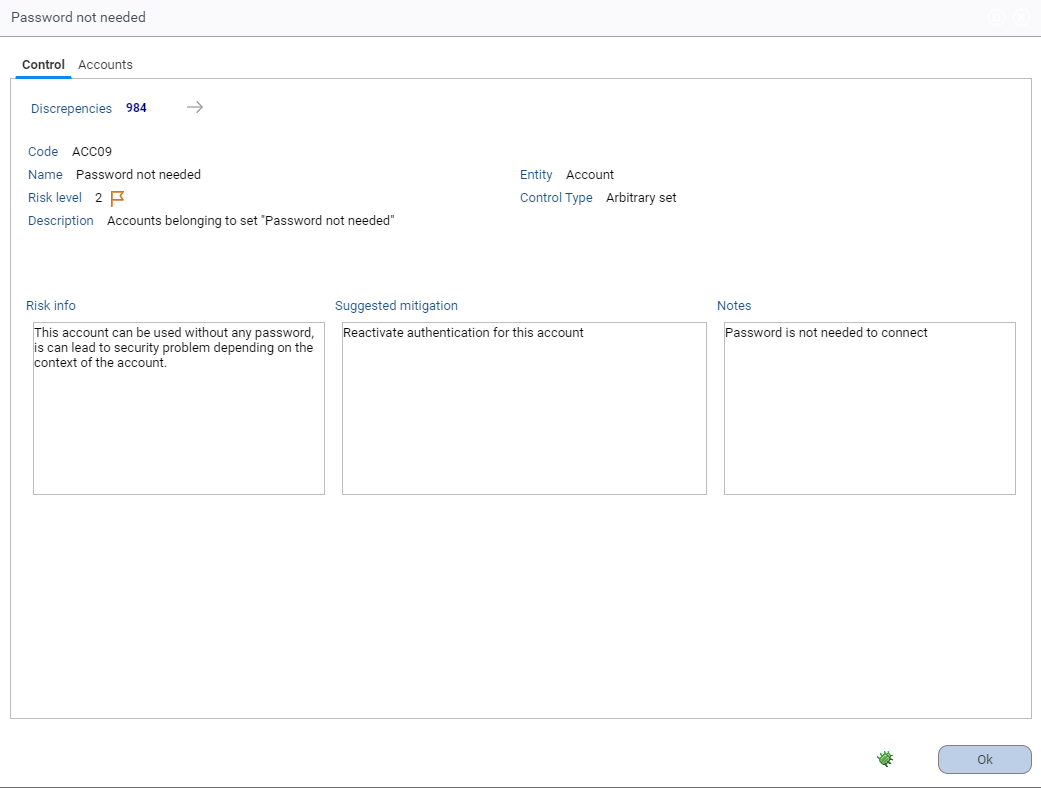 Password not needed
Control Accounts
Discrepencies 984
Code ACC09
Name Password not needed
Entity Account
Risk level 2
Control Type Arbitrary set
Description Accounts belonging to set "Password not needed"
Risk info
This account can be used without any password,
is can lead to security problem depending on the
context of the account.
Suggested mitigation
Reactivate authentication for this account
Notes
Password is not needed to connect
Ok